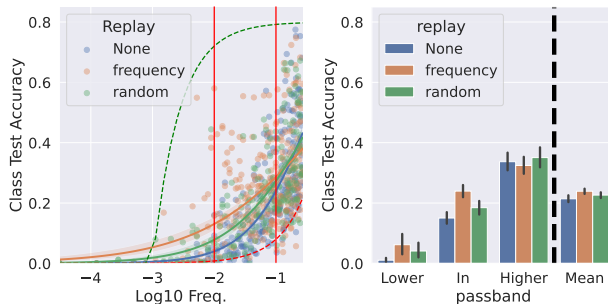 Replay
None
frequency
random
Class Test Accuracy
0.8
0.6
0.4
0.2
0.0
−4
−3
−2
−1
Log10 Freq.
replay
None
frequency
random
Class Test Accuracy
0.8
0.6
0.4
0.2
0.0
Lower
In
Higher
Mean
passband